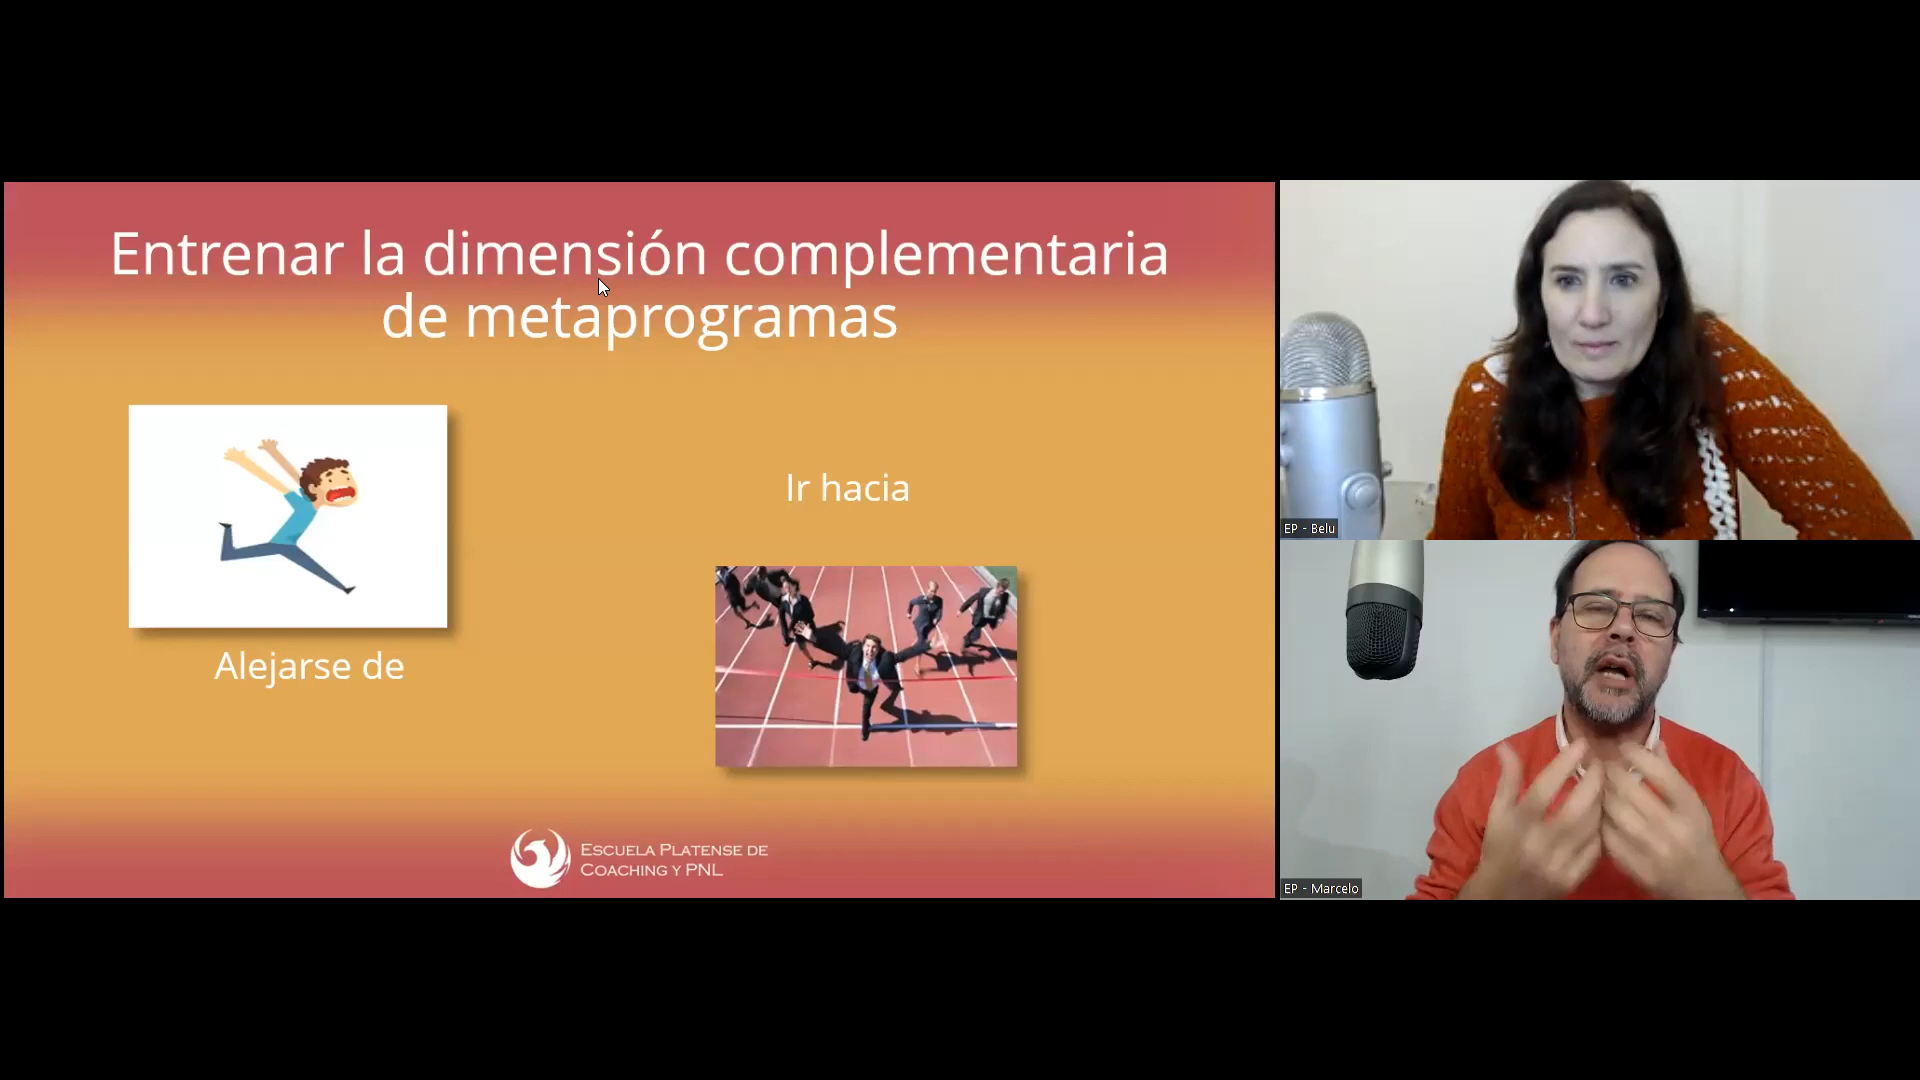 Entrenar la dimensión complementaria
de metaprogramas
Ir hacia
Alejarse de
ESCUELA PLATENSE DE
COACHING Y PNL
EP - Belu
EP - Marcelo